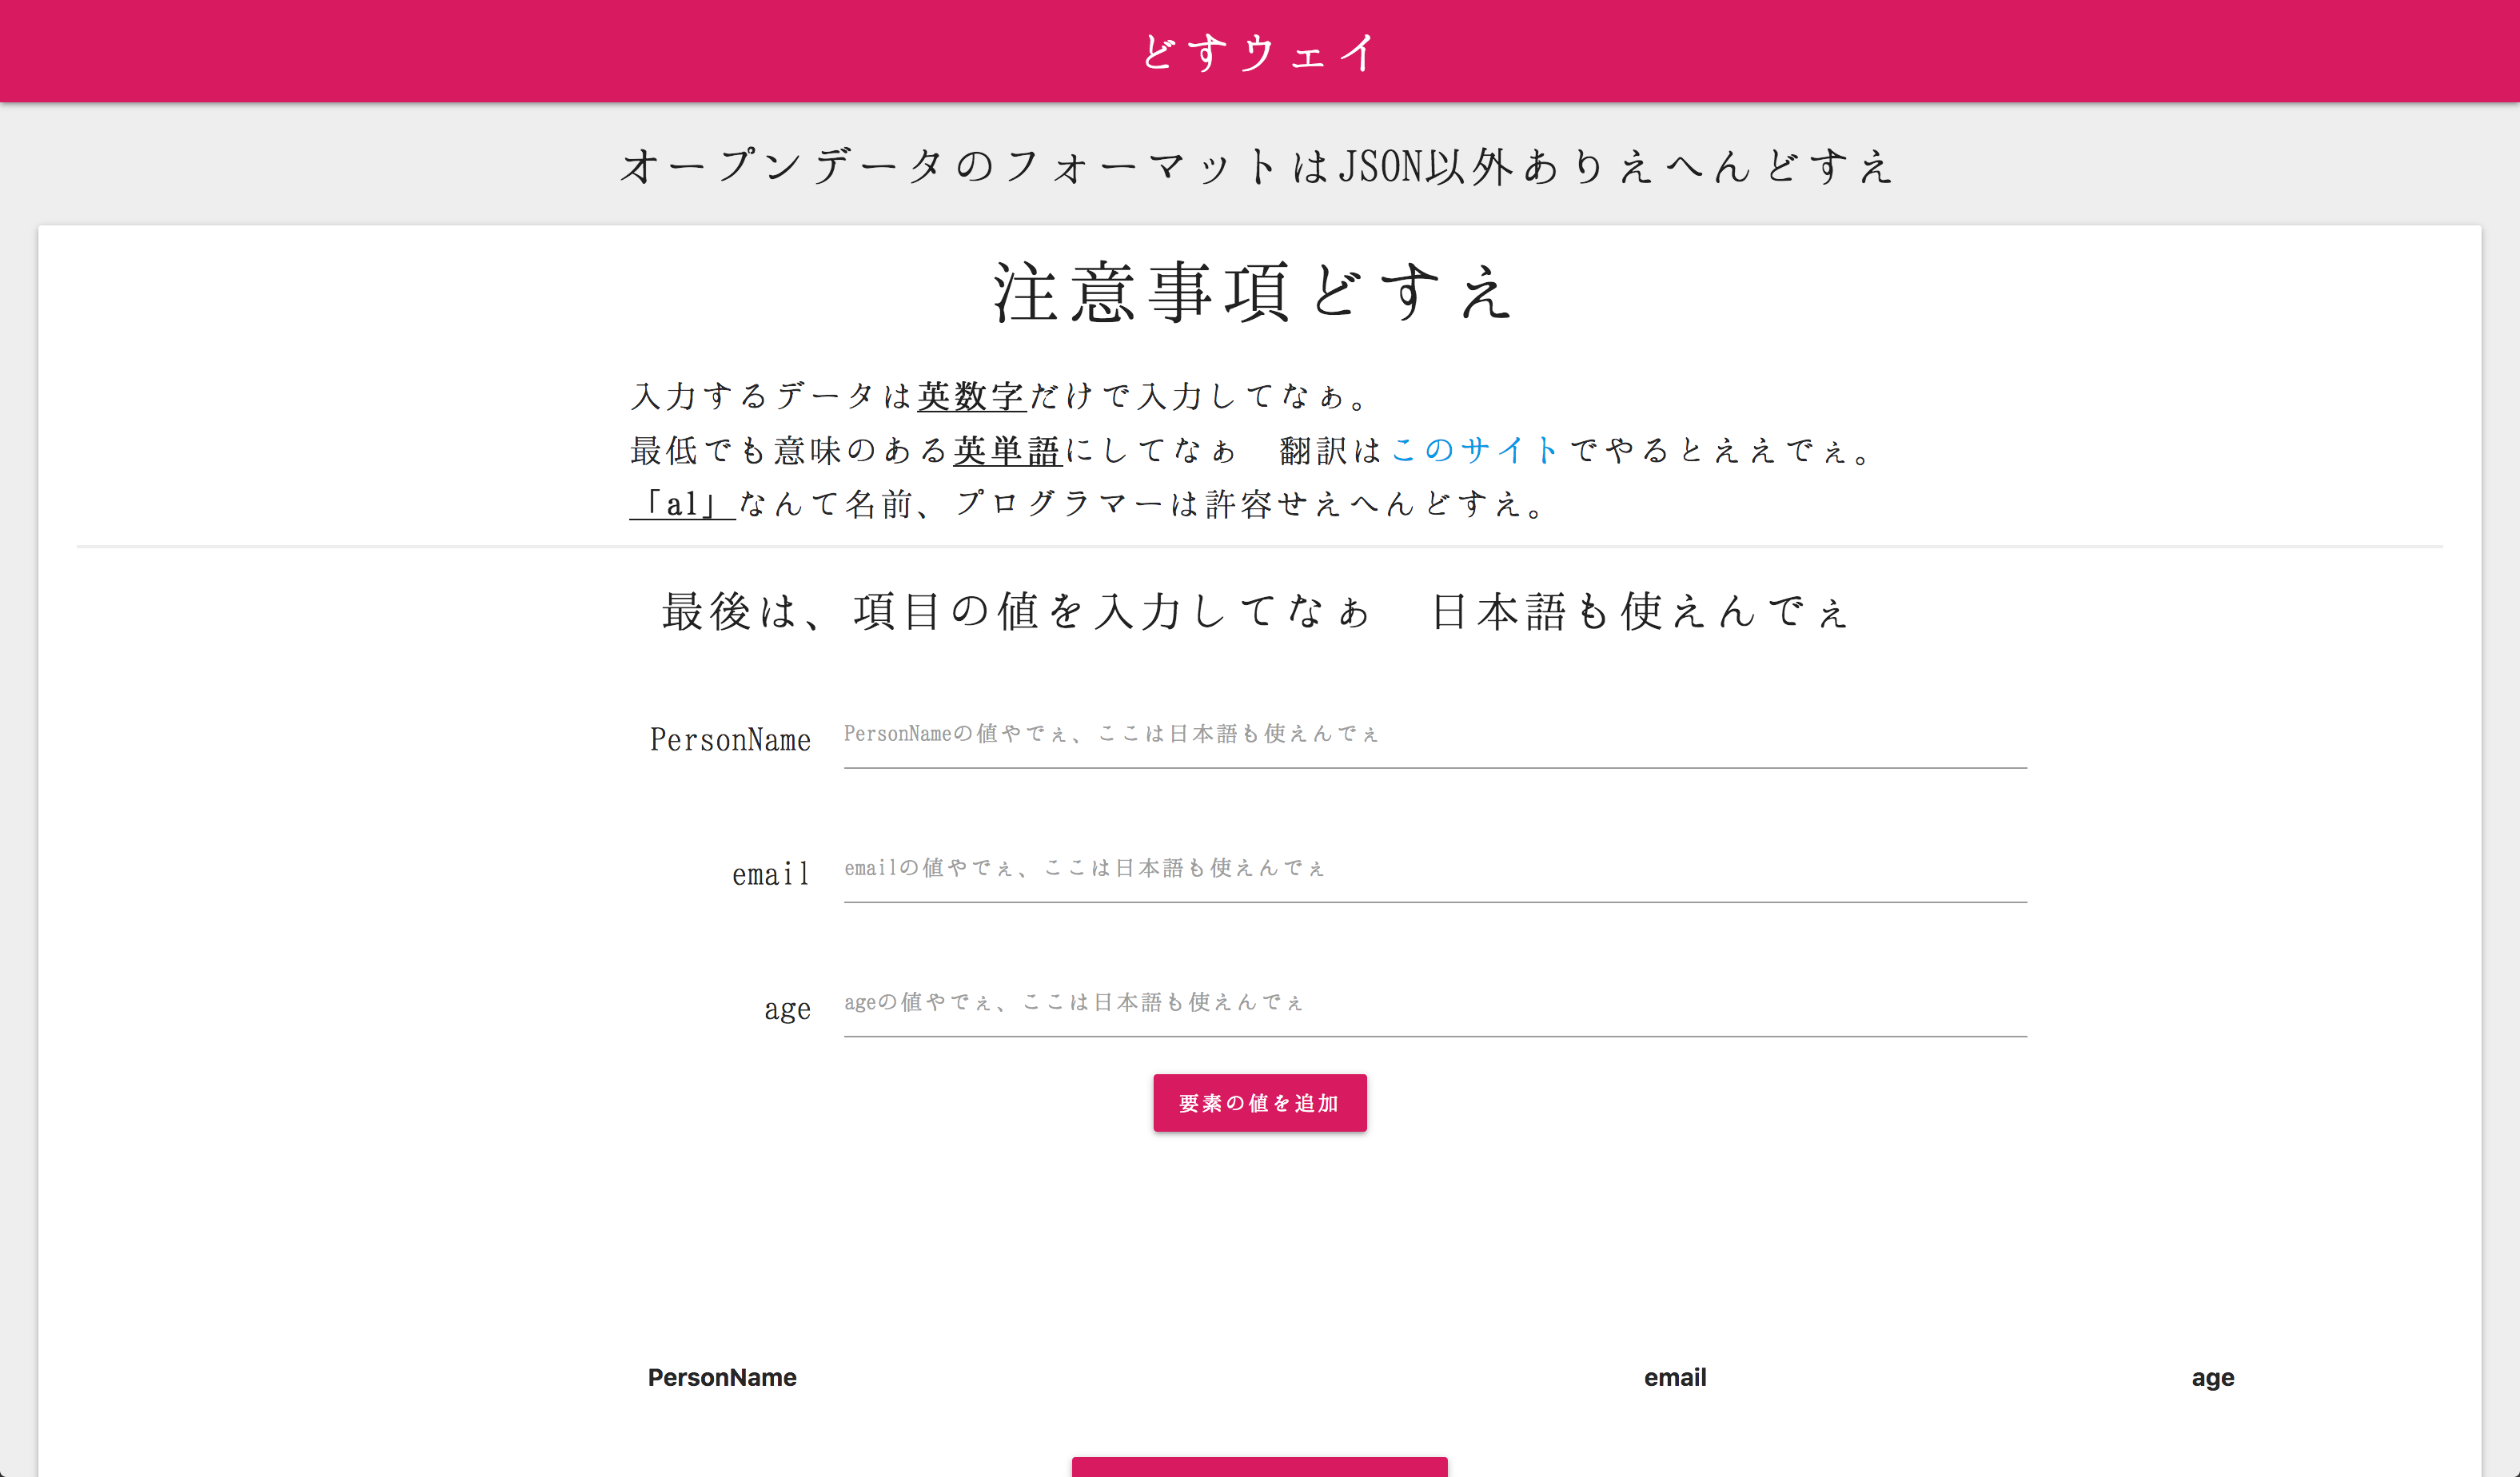 どすウェイ
オープンデータのフォーマットはJSON以外ありえへんどすえ
注意事項どすえ
入力するデータは英数字だけで入力してなぁ。
最低でも意味のある英単語にしてなぁ　翻訳はこのサイトでやるとええでぇ。
「a1」なんて名前、プログラマーは許容せえへんどすえ。
最後は、項目の値を入力してなぁ　日本語も使えんでぇ
PersonName PersonNameの値やでぇ、ここは日本語も使えんでぇ
email emailの値やでぇ、ここは日本語も使えんでぇ
age ageの値やでぇ、ここは日本語も使えんでぇ
要素の値を追加
PersonName email age